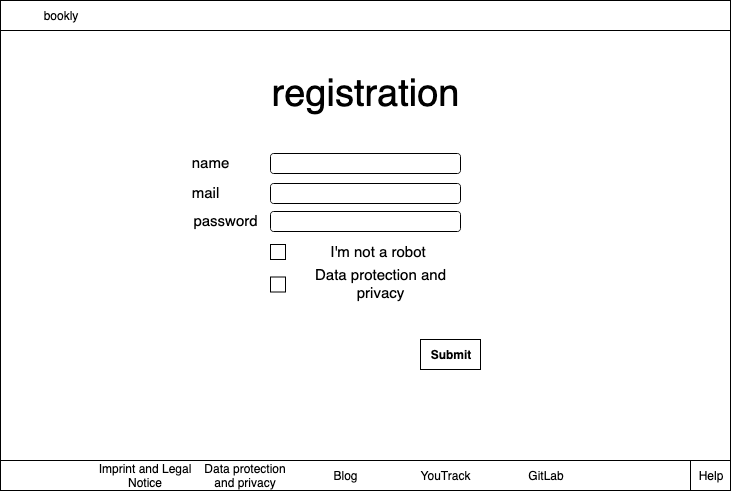 bookly
registration
name
mail
password
I'm not a robot
Data protection and
privacy
Submit
Imprint and Legal
Notice
Data protection
and privacy
Blog
YouTrack
GitLab
Help